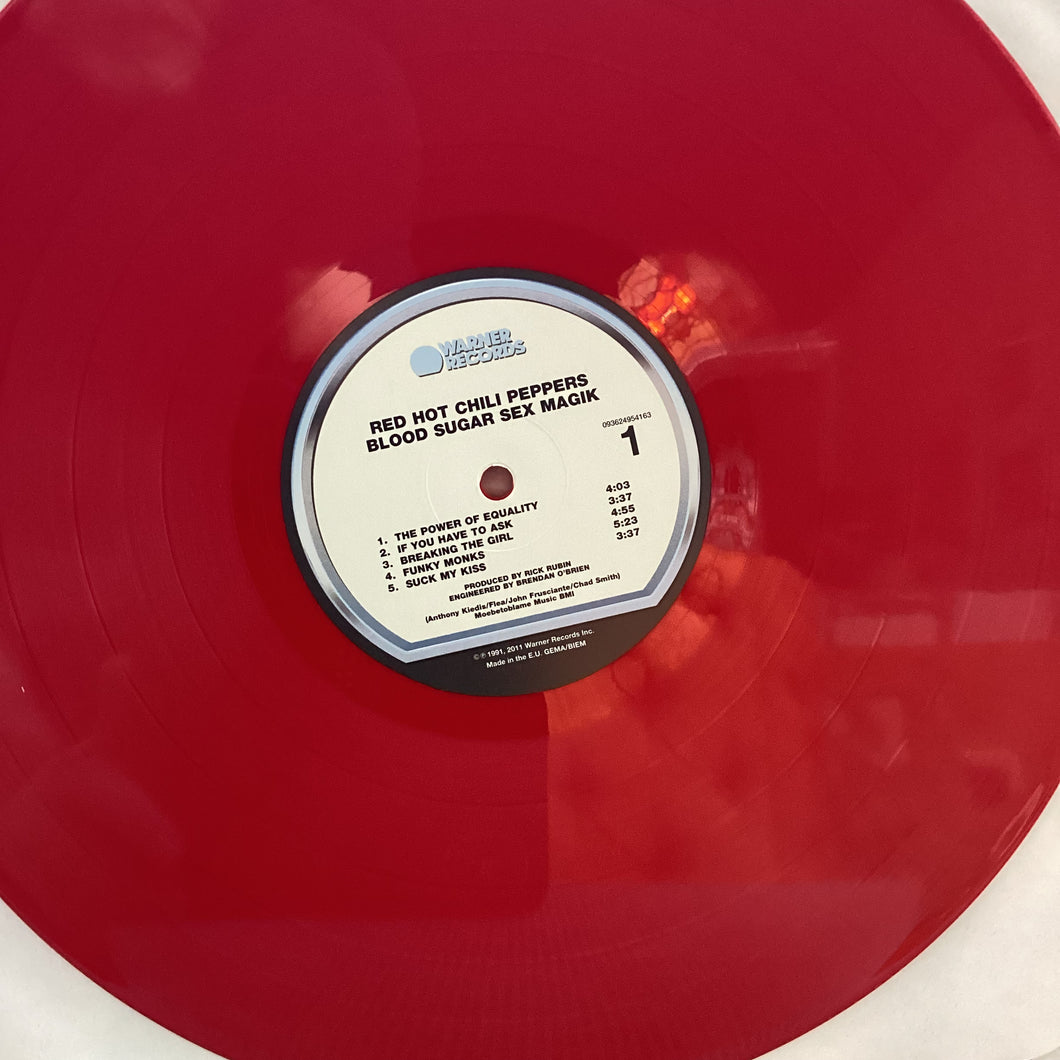 WARNER
RECORDS
RED HOT CHILI PEPPERS
BLOOD SUGAR SEX MAGIK
093624954163
1
1. THE POWER OF EQUALITY 4:03
2. IF YOU HAVE TO ASK 3:37
3. BREAKING THE GIRL 4:55
4. FUNKY MONKS 5:23
5. SUCK MY KISS 3:37
PRODUCED BY RICK RUBIN
ENGINEERED BY BRENDAN O'BRIEN
(Anthony Kiedis/Flea/John Frusciante/Chad Smith)
Moebetoblame Music BMI
©℗1991, 2011 Warner Records Inc.
Made in the E.U. GEMA/BIEM